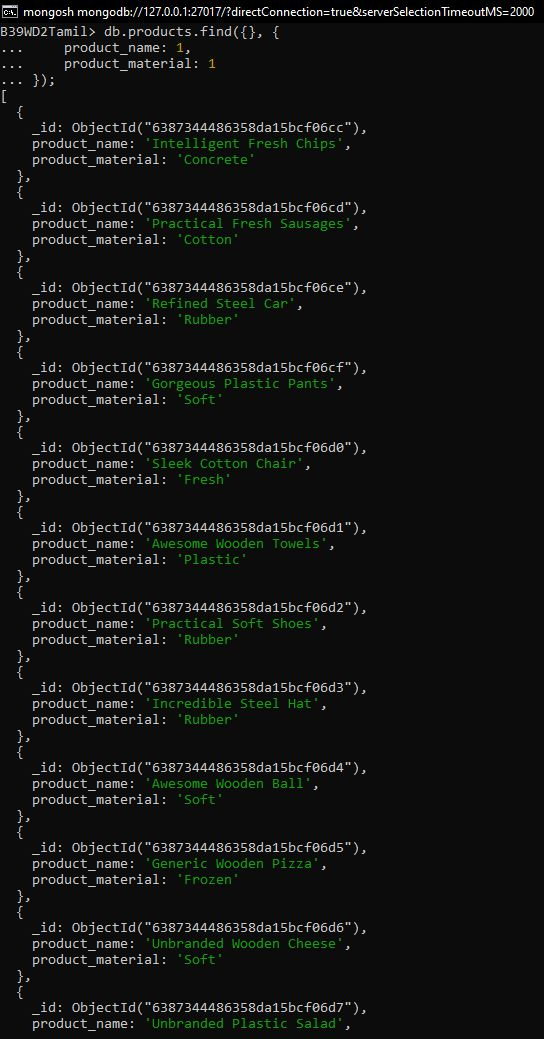 mongosh mongodb://127.0.0.1:27017/?directConnection=true&serverSelectionTimeoutMS=2000
B39WD2Tamil> db.products.find({}, {
...     product_name: 1,
...     product_material: 1
... });
[
  {
    _id: ObjectId("6387344486358da15bcf06cc"),
    product_name: 'Intelligent Fresh Chips',
    product_material: 'Concrete'
  },
  {
    _id: ObjectId("6387344486358da15bcf06cd"),
    product_name: 'Practical Fresh Sausages',
    product_material: 'Cotton'
  },
  {
    _id: ObjectId("6387344486358da15bcf06ce"),
    product_name: 'Refined Steel Car',
    product_material: 'Rubber'
  },
  {
    _id: ObjectId("6387344486358da15bcf06cf"),
    product_name: 'Gorgeous Plastic Pants',
    product_material: 'Soft'
  },
  {
    _id: ObjectId("6387344486358da15bcf06d0"),
    product_name: 'Sleek Cotton Chair',
    product_material: 'Fresh'
  },
  {
    _id: ObjectId("6387344486358da15bcf06d1"),
    product_name: 'Awesome Wooden Towels',
    product_material: 'Plastic'
  },
  {
    _id: ObjectId("6387344486358da15bcf06d2"),
    product_name: 'Practical Soft Shoes',
    product_material: 'Rubber'
  },
  {
    _id: ObjectId("6387344486358da15bcf06d3"),
    product_name: 'Incredible Steel Hat',
    product_material: 'Rubber'
  },
  {
    _id: ObjectId("6387344486358da15bcf06d4"),
    product_name: 'Awesome Wooden Ball',
    product_material: 'Soft'
  },
  {
    _id: ObjectId("6387344486358da15bcf06d5"),
    product_name: 'Generic Wooden Pizza',
    product_material: 'Frozen'
  },
  {
    _id: ObjectId("6387344486358da15bcf06d6"),
    product_name: 'Unbranded Wooden Cheese',
    product_material: 'Soft'
  },
  {
    _id: ObjectId("6387344486358da15bcf06d7"),
    product_name: 'Unbranded Plastic Salad',